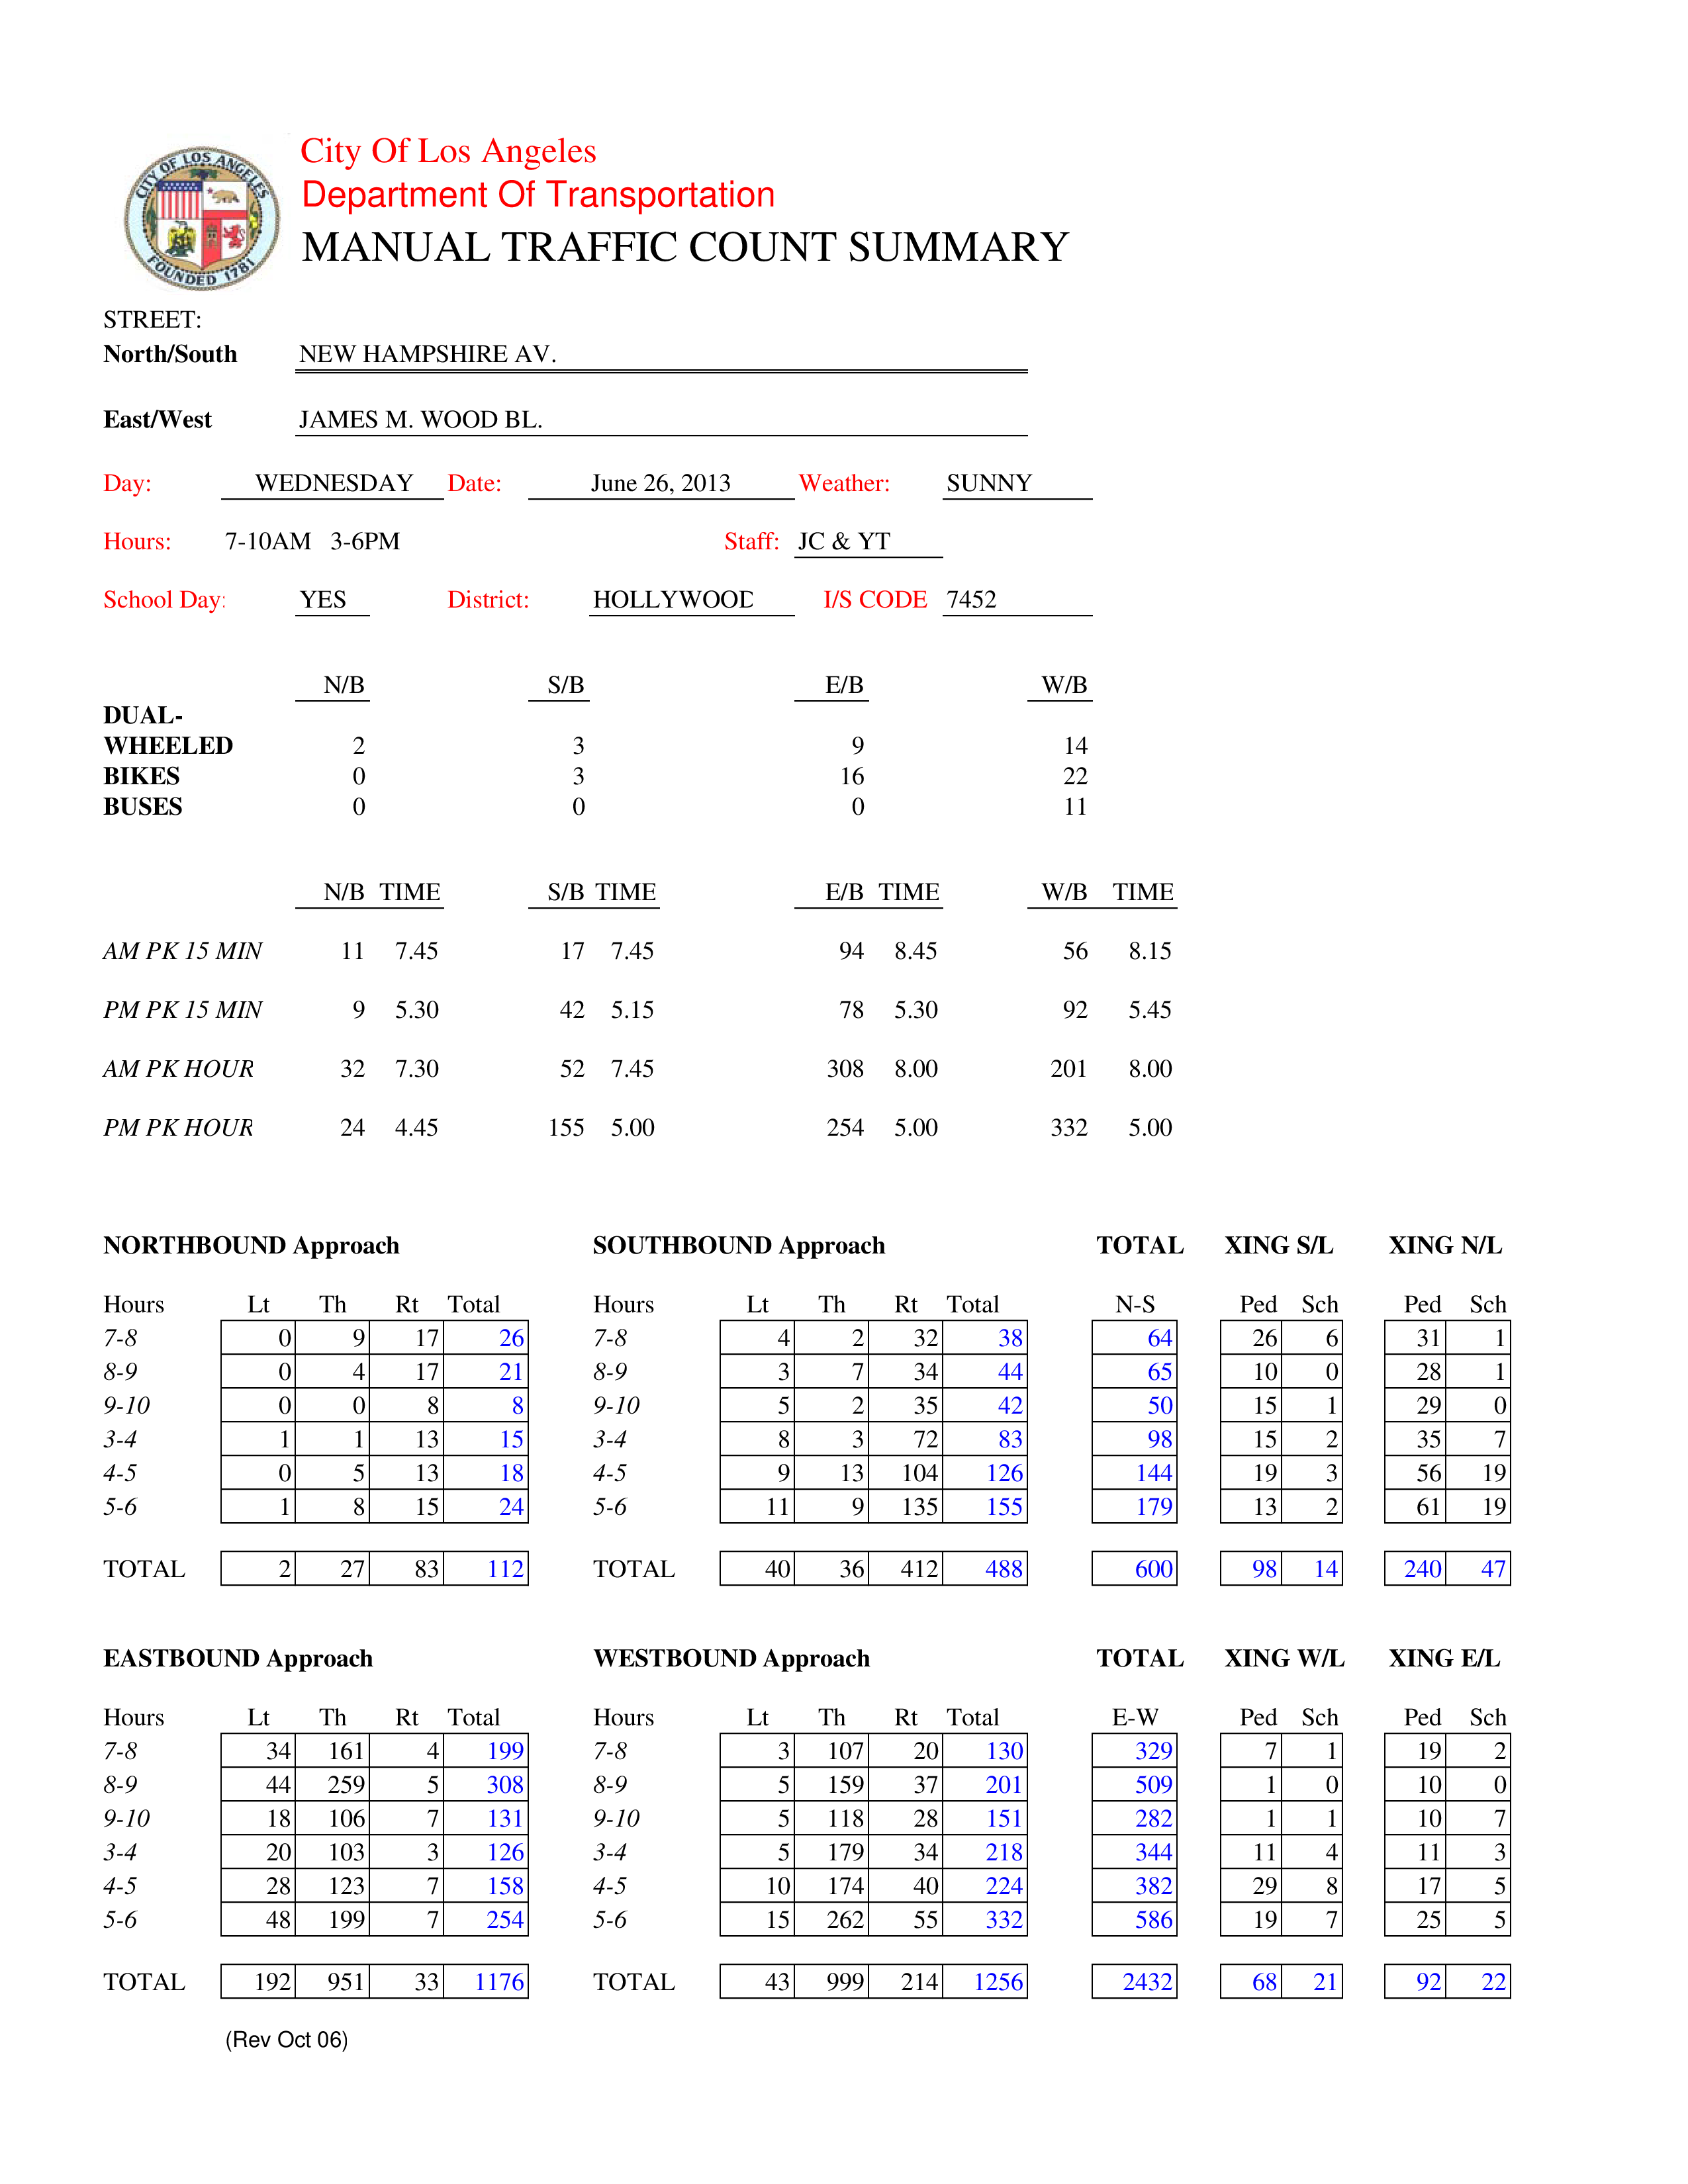 CITY OF LOS ANGELES
FOUNDED 1781
City Of Los Angeles
Department Of Transportation
MANUAL TRAFFIC COUNT SUMMARY
STREET:
North/South NEW HAMPSHIRE AV.
East/West JAMES M. WOOD BL.
Day: WEDNESDAY Date: June 26, 2013 Weather: SUNNY
Hours: 7-10AM 3-6PM Staff: JC & YT
School Day: YES District: HOLLYWOOD I/S CODE 7452
N/B S/B E/B W/B
DUAL-
WHEELED 2 3 9 14
BIKES 0 3 16 22
BUSES 0 0 0 11
N/B TIME S/B TIME E/B TIME W/B TIME
AM PK 15 MIN 11 7.45 17 7.45 94 8.45 56 8.15
PM PK 15 MIN 9 5.30 42 5.15 78 5.30 92 5.45
AM PK HOUR 32 7.30 52 7.45 308 8.00 201 8.00
PM PK HOUR 24 4.45 155 5.00 254 5.00 332 5.00
NORTHBOUND Approach SOUTHBOUND Approach TOTAL XING S/L XING N/L
Hours Lt Th Rt Total Hours Lt Th Rt Total N-S Ped Sch Ped Sch
7-8 0 9 17 26 7-8 4 2 32 38 64 26 6 31 1
8-9 0 4 17 21 8-9 3 7 34 44 65 10 0 28 1
9-10 0 0 8 8 9-10 5 2 35 42 50 15 1 29 0
3-4 1 1 13 15 3-4 8 3 72 83 98 15 2 35 7
4-5 0 5 13 18 4-5 9 13 104 126 144 19 3 56 19
5-6 1 8 15 24 5-6 11 9 135 155 179 13 2 61 19
TOTAL 2 27 83 112 TOTAL 40 36 412 488 600 98 14 240 47
EASTBOUND Approach WESTBOUND Approach TOTAL XING W/L XING E/L
Hours Lt Th Rt Total Hours Lt Th Rt Total E-W Ped Sch Ped Sch
7-8 34 161 4 199 7-8 3 107 20 130 329 7 1 19 2
8-9 44 259 5 308 8-9 5 159 37 201 509 1 0 10 0
9-10 18 106 7 131 9-10 5 118 28 151 282 1 1 10 7
3-4 20 103 3 126 3-4 5 179 34 218 344 11 4 11 3
4-5 28 123 7 158 4-5 10 174 40 224 382 29 8 17 5
5-6 48 199 7 254 5-6 15 262 55 332 586 19 7 25 5
TOTAL 192 951 33 1176 TOTAL 43 999 214 1256 2432 68 21 92 22
(Rev Oct 06)